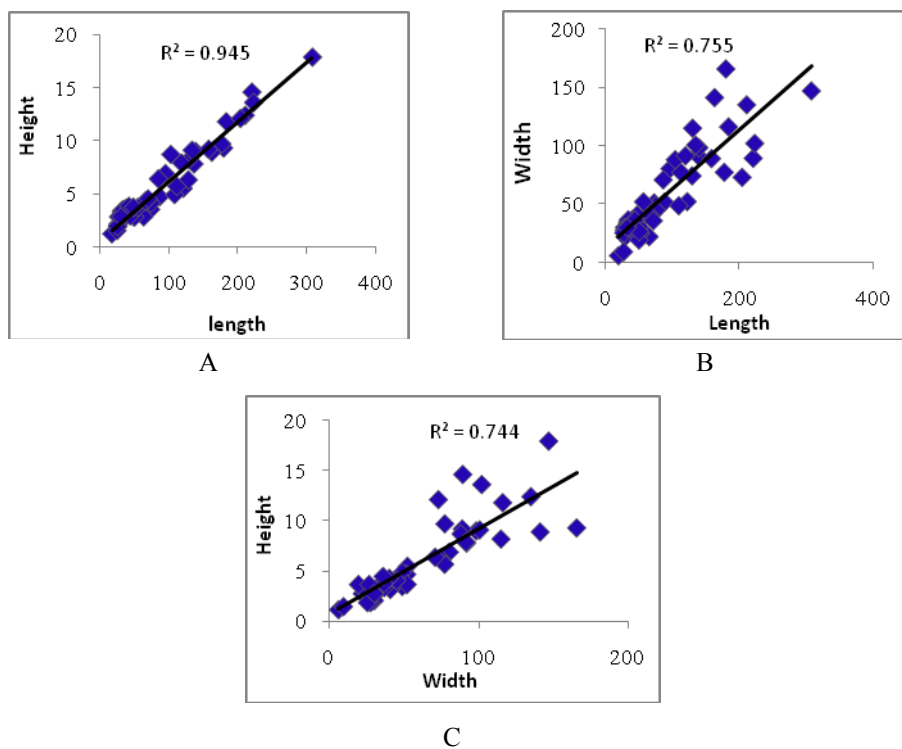 R² = 0.945
Height
20
15
10
5
0
0 100 200 300 400
length
A
R² = 0.755
Width
200
150
100
50
0
0 200 400
Length
B
R² = 0.744
Height
20
15
10
5
0
0 100 200
Width
C